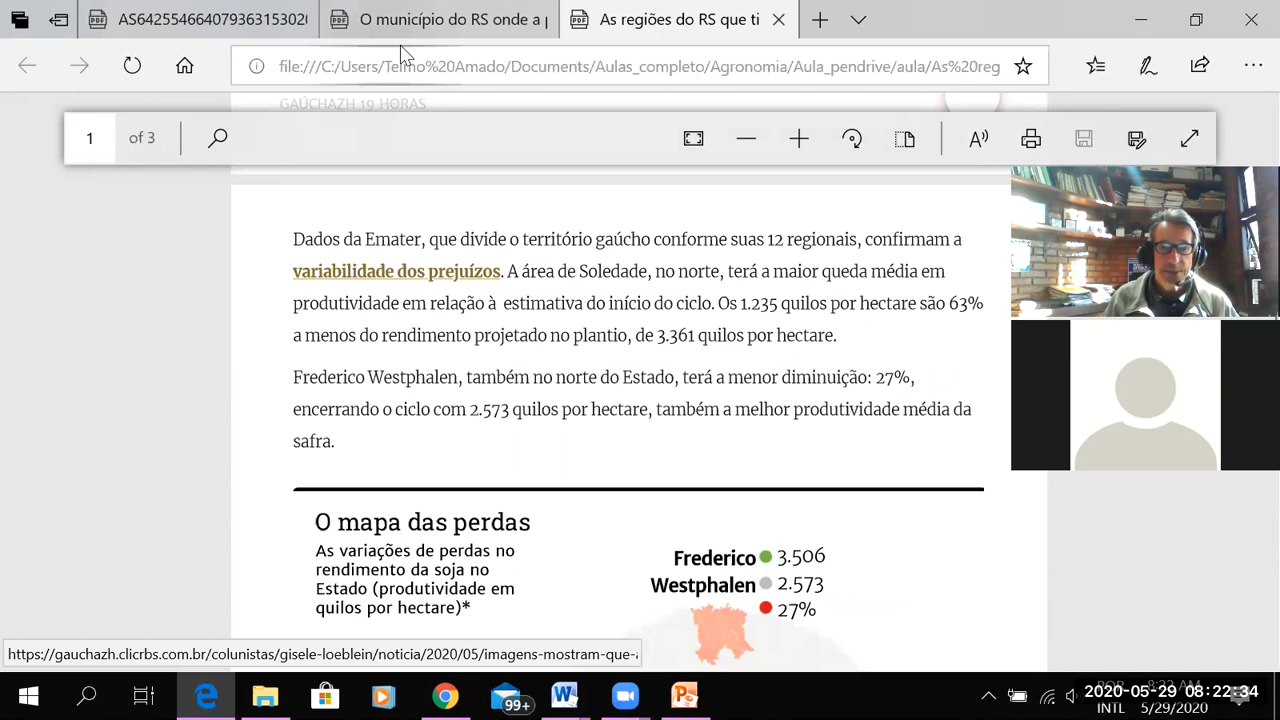 AS64255466407936315302(
O município do RS onde a p
As regiões do RS que ti
file:///C:/Users/Telmo%20Amado/Documents/Aulas_completo/Agronomia/Aula_pendrive/aula/As%20reg
GAÚCHAZH 19 HORAS
1 of 3
Dados da Emater, que divide o território gaúcho conforme suas 12 regionais, confirmam a
variabilidade dos prejuízos. A área de Soledade, no norte, terá a maior queda média em
produtividade em relação à estimativa do início do ciclo. Os 1.235 quilos por hectare são 63%
a menos do rendimento projetado no plantio, de 3.361 quilos por hectare.
Frederico Westphalen, também no norte do Estado, terá a menor diminuição: 27%,
encerrando o ciclo com 2.573 quilos por hectare, também a melhor produtividade média da
safra.
O mapa das perdas
As variações de perdas no
rendimento da soja no
Estado (produtividade em
quilos por hectare)*
Frederico
Westphalen
3.506
2.573
27%
https://gauchazh.clicrbs.com.br/colunistas/gisele-loeblein/noticia/2020/05/imagens-mostram-que-
99+
POR 8:22 AM
2020-05-29 08:22:34
INTL 5/29/2020